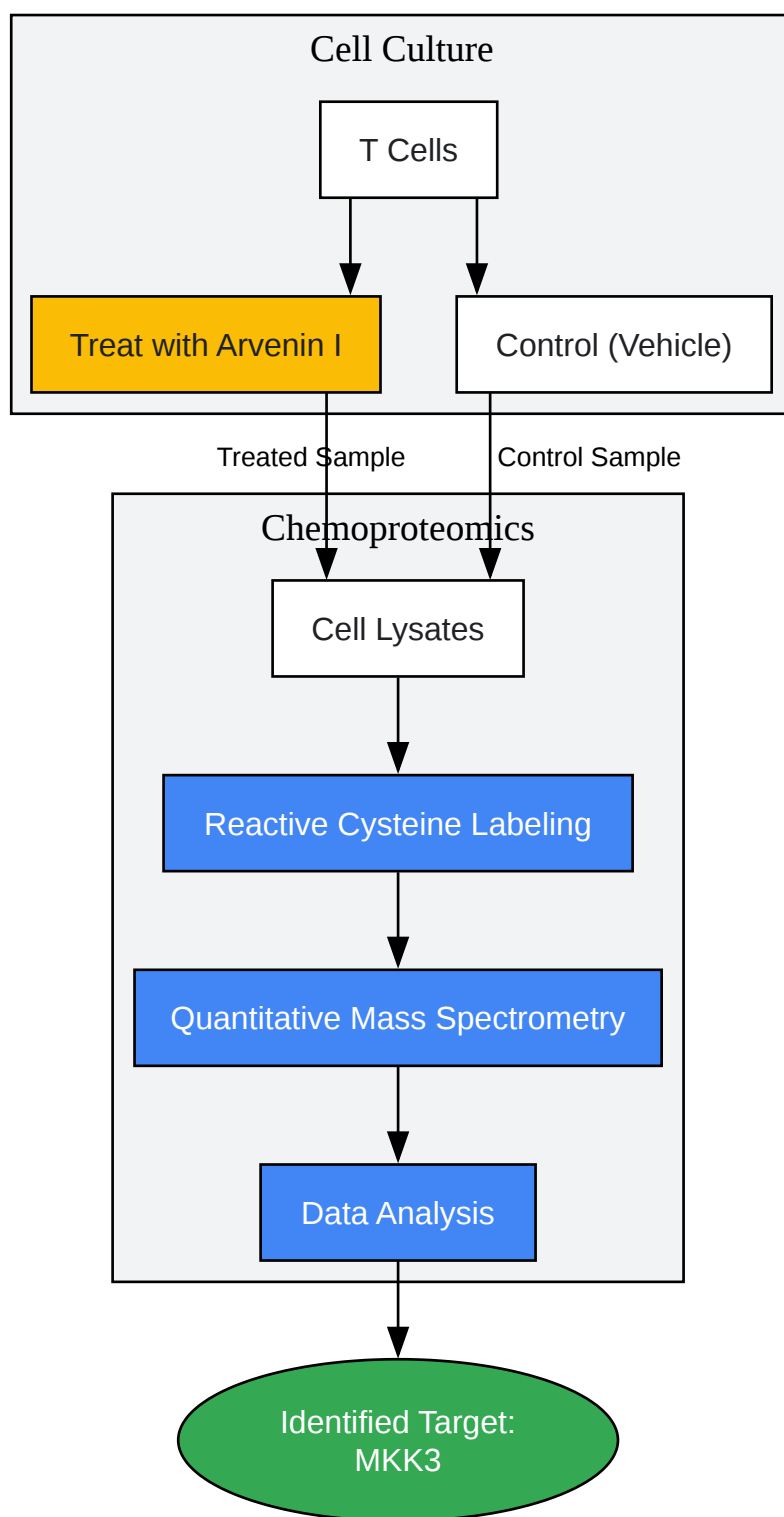 Cell Culture
T Cells
Treat with Arvenin I
Control (Vehicle)
Treated Sample
Control Sample
Chemoproteomics
Cell Lysates
Reactive Cysteine Labeling
Quantitative Mass Spectrometry
Data Analysis
Identified Target:
MKK3